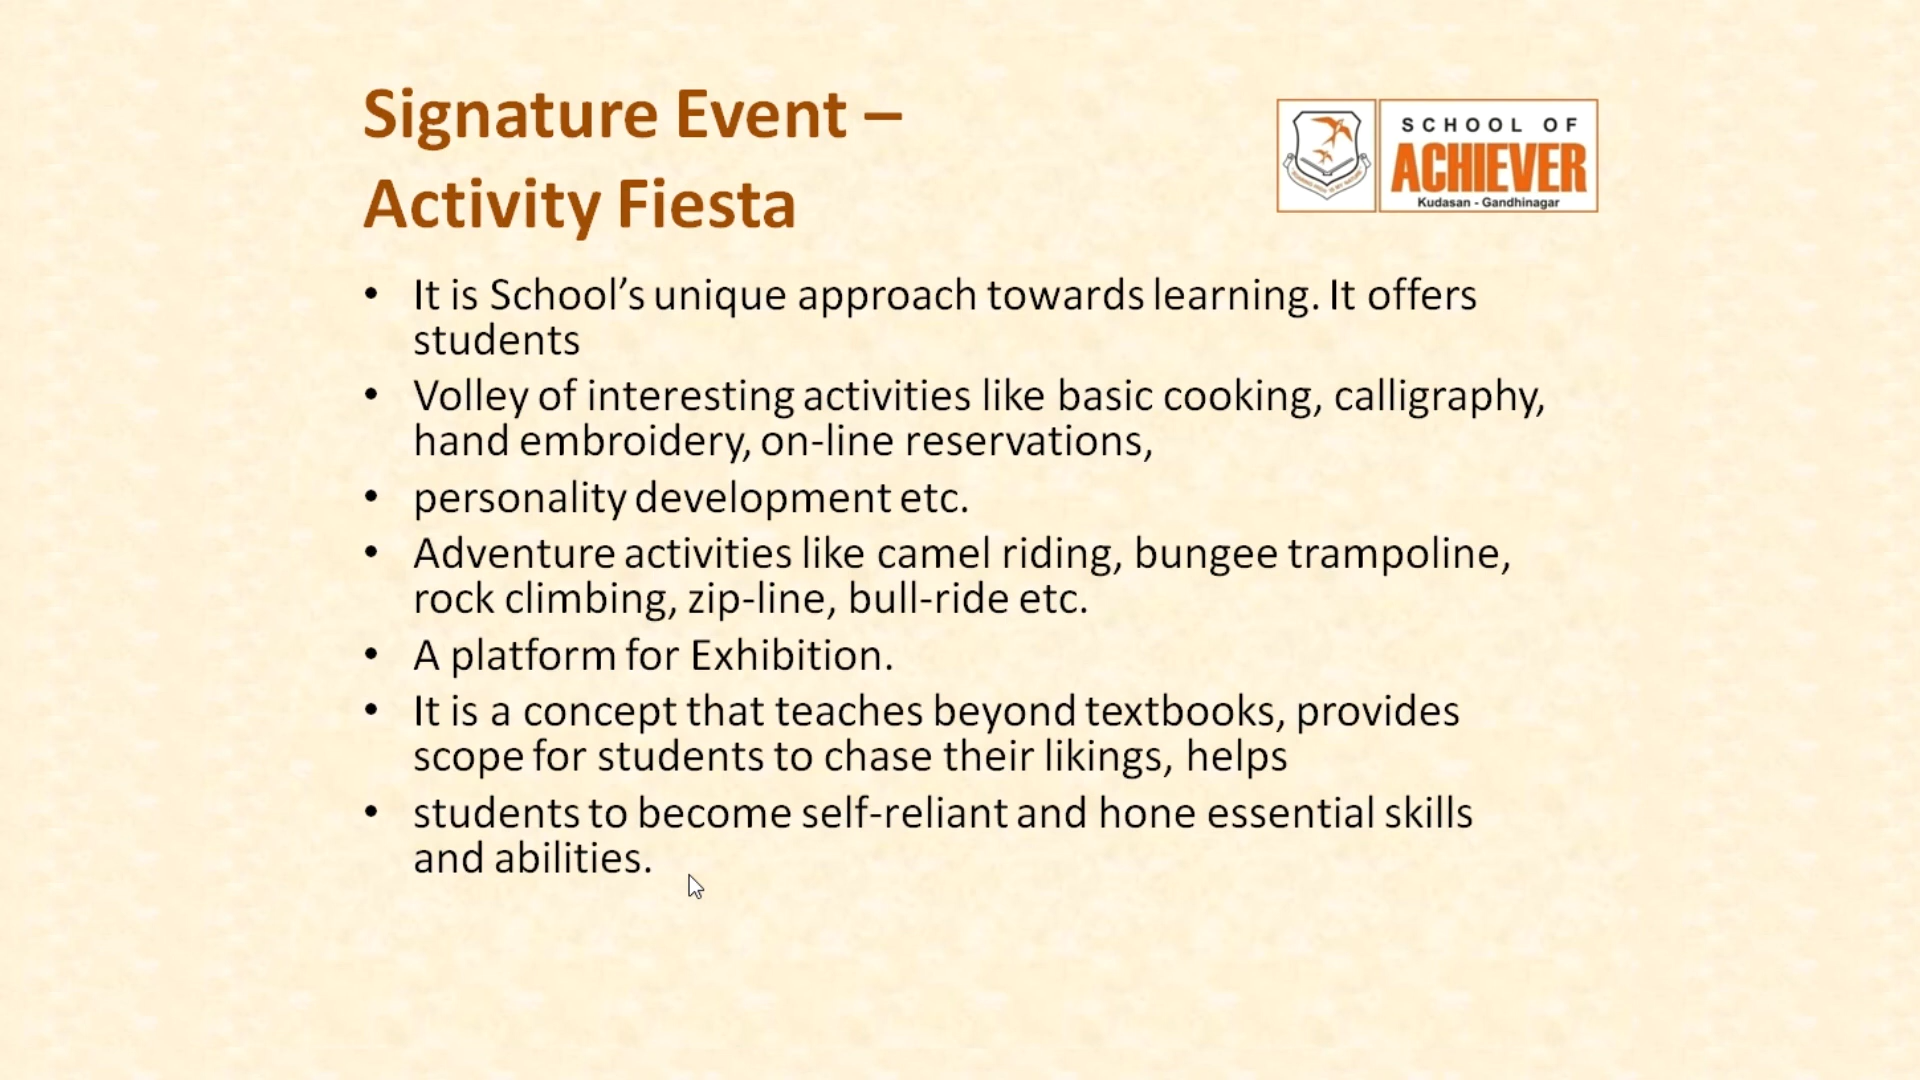 Signature Event –
Activity Fiesta
SCHOOL OF
ACHIEVER
Kudasan - Gandhinagar
• It is School’s unique approach towards learning. It offers
students
• Volley of interesting activities like basic cooking, calligraphy,
hand embroidery, on-line reservations,
• personality development etc.
• Adventure activities like camel riding, bungee trampoline,
rock climbing, zip-line, bull-ride etc.
• A platform for Exhibition.
• It is a concept that teaches beyond textbooks, provides
scope for students to chase their likings, helps
• students to become self-reliant and hone essential skills
and abilities.